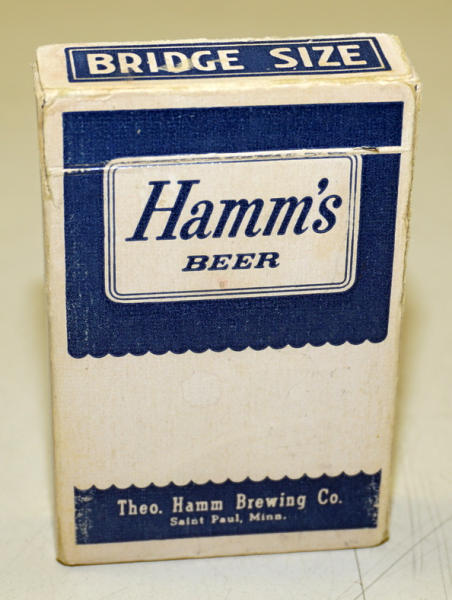 BRIDGE SIZE
Hamm's
BEER
Theo. Hamm Brewing Co.
Saint Paul, Minn.